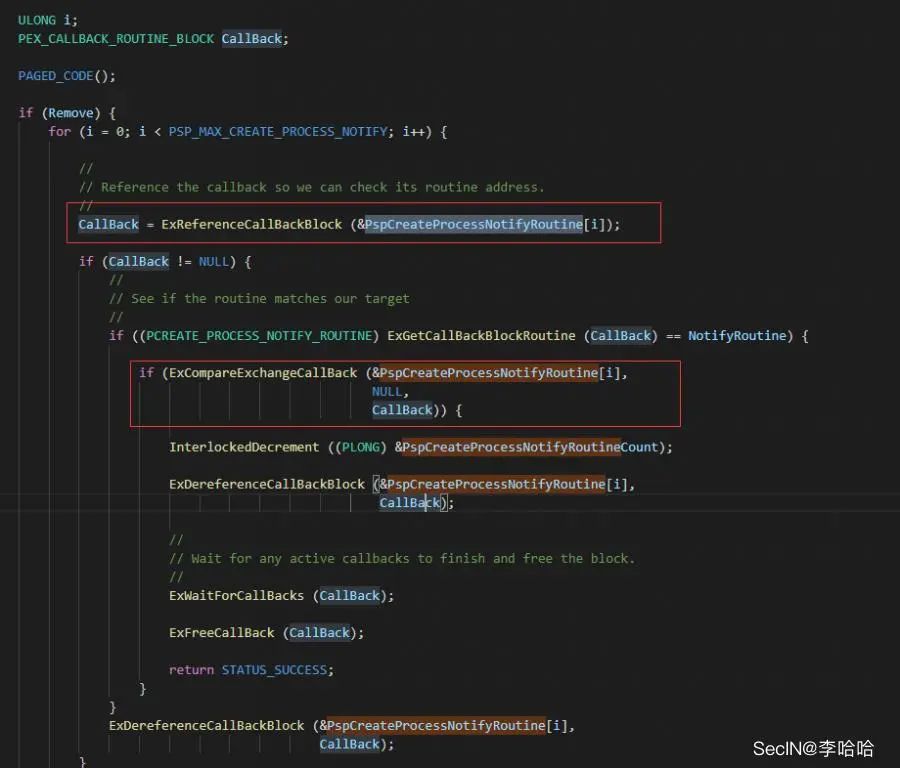 ULONG i;
PEX_CALLBACK_ROUTINE_BLOCK CallBack;
PAGED_CODE();
if (Remove) {
for (i = 0; i < PSP_MAX_CREATE_PROCESS_NOTIFY; i++) {
//
// Reference the callback so we can check its routine address.
//
CallBack = ExReferenceCallBackBlock (&PspCreateProcessNotifyRoutine[i]);
if (CallBack != NULL) {
//
// See if the routine matches our target
//
if ((PCREATE_PROCESS_NOTIFY_ROUTINE) ExGetCallBackBlockRoutine (CallBack) == NotifyRoutine) {
if (ExCompareExchangeCallBack (&PspCreateProcessNotifyRoutine[i],
NULL,
CallBack)) {
InterlockedDecrement ((PLONG) &PspCreateProcessNotifyRoutineCount);
ExDereferenceCallBackBlock (&PspCreateProcessNotifyRoutine[i],
CallBack);
//
// Wait for any active callbacks to finish and free the block.
//
ExWaitForCallBacks (CallBack);
ExFreeCallBack (CallBack);
return STATUS_SUCCESS;
}
}
ExDereferenceCallBackBlock (&PspCreateProcessNotifyRoutine[i],
CallBack);
}
SecIN@李哈哈